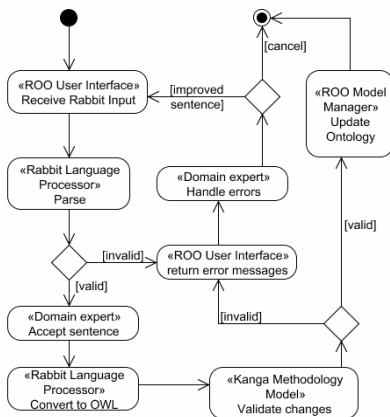 [cancel]
«ROO User Interface»
Receive Rabbit Input
[improved
sentence]
«ROO Model
Manager»
Update
Ontology
«Rabbit Language
Processor»
Parse
«Domain expert»
Handle errors
[valid]
[invalid]
«ROO User Interface»
return error messages
[valid]
«Domain expert»
Accept sentence
[invalid]
«Rabbit Language
Processor»
Convert to OWL
«Kanga Methodology
Model»
Validate changes